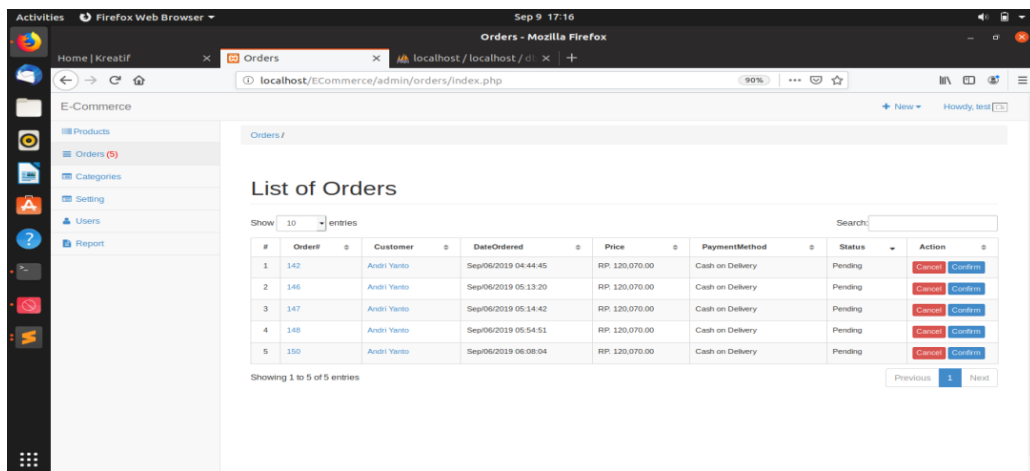 Activities Firefox Web Browser Sep 9 17:16
Orders - Mozilla Firefox
Home | Kreatif Orders localhost / localhost /
localhost/ECommerce/admin/orders/index.php 90%
E-Commerce + New Howdy, test
Products
Orders (5)
Categories
Setting
Users
Report
Orders /
List of Orders
Show 10 entries Search:
# Order# Customer DateOrdered Price PaymentMethod Status Action
1 142 Andri Yanto Sep/06/2019 04:44:45 RP. 120,070.00 Cash on Delivery Pending Cancel Confirm
2 146 Andri Yanto Sep/06/2019 05:13:20 RP. 120,070.00 Cash on Delivery Pending Cancel Confirm
3 147 Andri Yanto Sep/06/2019 05:14:42 RP. 120,070.00 Cash on Delivery Pending Cancel Confirm
4 148 Andri Yanto Sep/06/2019 05:54:51 RP. 120,070.00 Cash on Delivery Pending Cancel Confirm
5 150 Andri Yanto Sep/06/2019 06:08:04 RP. 120,070.00 Cash on Delivery Pending Cancel Confirm
Showing 1 to 5 of 5 entries Previous 1 Next